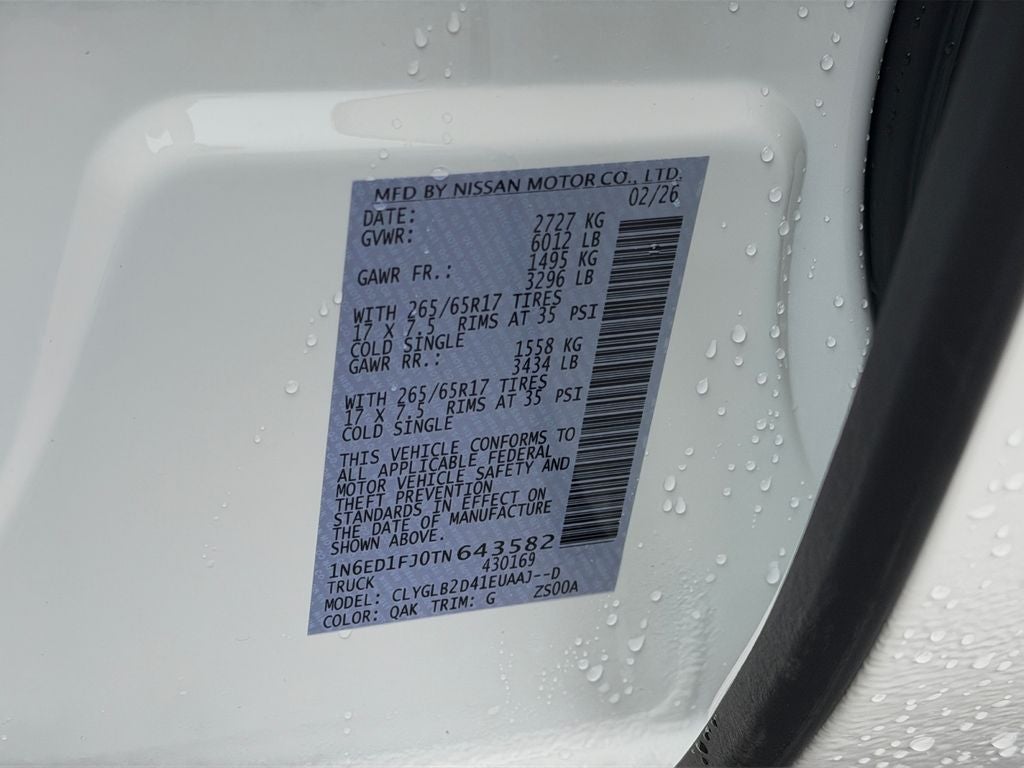 MFD BY NISSAN MOTOR CO., LTD.
DATE: 02/26
GVWR: 2727 KG
6012 LB
GAWR FR.: 1495 KG
3296 LB
WITH 265/65R17 TIRES
17 X 7.5 RIMS AT 35 PSI
COLD SINGLE
GAWR RR.: 1558 KG
3434 LB
WITH 265/65R17 TIRES
17 X 7.5 RIMS AT 35 PSI
COLD SINGLE
THIS VEHICLE CONFORMS TO
ALL APPLICABLE FEDERAL
MOTOR VEHICLE SAFETY AND
THEFT PREVENTION
STANDARDS IN EFFECT ON
THE DATE OF MANUFACTURE
SHOWN ABOVE.
1N6ED1FJ0TN643582
TRUCK 430169
MODEL: CLYGLB2D41EUAAJ--D
COLOR: QAK TRIM: G ZS00A